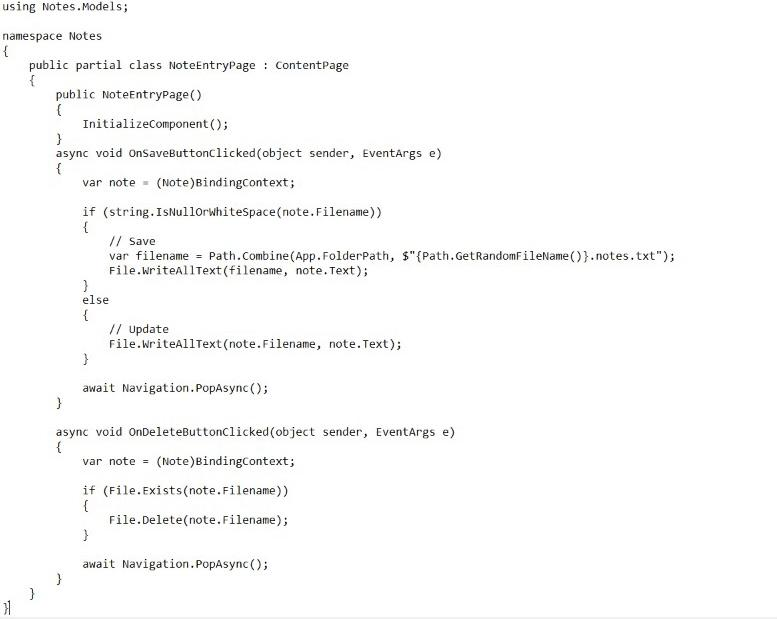 using Notes.Models;

namespace Notes
{
    public partial class NoteEntryPage : ContentPage
    {
        public NoteEntryPage()
        {
            InitializeComponent();
        }
        async void OnSaveButtonClicked(object sender, EventArgs e)
        {
            var note = (Note)BindingContext;

            if (string.IsNullOrWhiteSpace(note.Filename))
            {
                // Save
                var filename = Path.Combine(App.FolderPath, $"{Path.GetRandomFileName()}.notes.txt");
                File.WriteAllText(filename, note.Text);
            }
            else
            {
                // Update
                File.WriteAllText(note.Filename, note.Text);
            }

            await Navigation.PopAsync();
        }

        async void OnDeleteButtonClicked(object sender, EventArgs e)
        {
            var note = (Note)BindingContext;

            if (File.Exists(note.Filename))
            {
                File.Delete(note.Filename);
            }

            await Navigation.PopAsync();
        }
    }
}